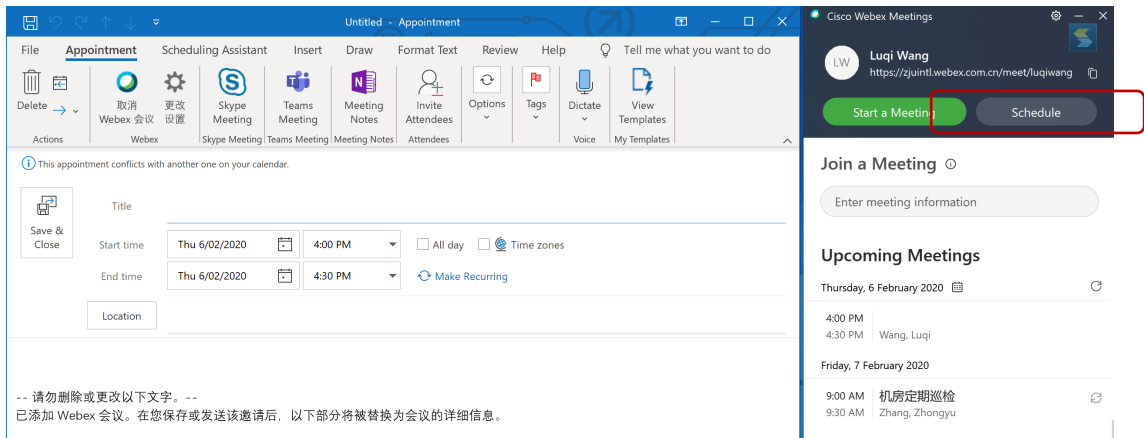 Untitled - Appointment
File Appointment Scheduling Assistant Insert Draw Format Text Review Help Tell me what you want to do
Delete
取消
Webex 会议
更改
设置
Skype
Meeting
Teams
Meeting
Meeting
Notes
Invite
Attendees
Options
Tags
Dictate
View
Templates
Actions Webex Skype Meeting Teams Meeting Meeting Notes Attendees Voice My Templates
This appointment conflicts with another one on your calendar.
Save &
Close
Title
Start time Thu 6/02/2020 4:00 PM All day Time zones
End time Thu 6/02/2020 4:30 PM Make Recurring
Location
-- 请勿删除或更改以下文字。--
已添加 Webex 会议。在您保存或发送该邀请后，以下部分将被替换为会议的详细信息。
Cisco Webex Meetings
LW
Luqi Wang
https://zjuintl.webex.com.cn/meet/luqiwang
Start a Meeting Schedule
Join a Meeting
Enter meeting information
Upcoming Meetings
Thursday, 6 February 2020
4:00 PM
4:30 PM Wang, Luqi
Friday, 7 February 2020
9:00 AM 机房定期巡检
9:30 AM Zhang, Zhongyu